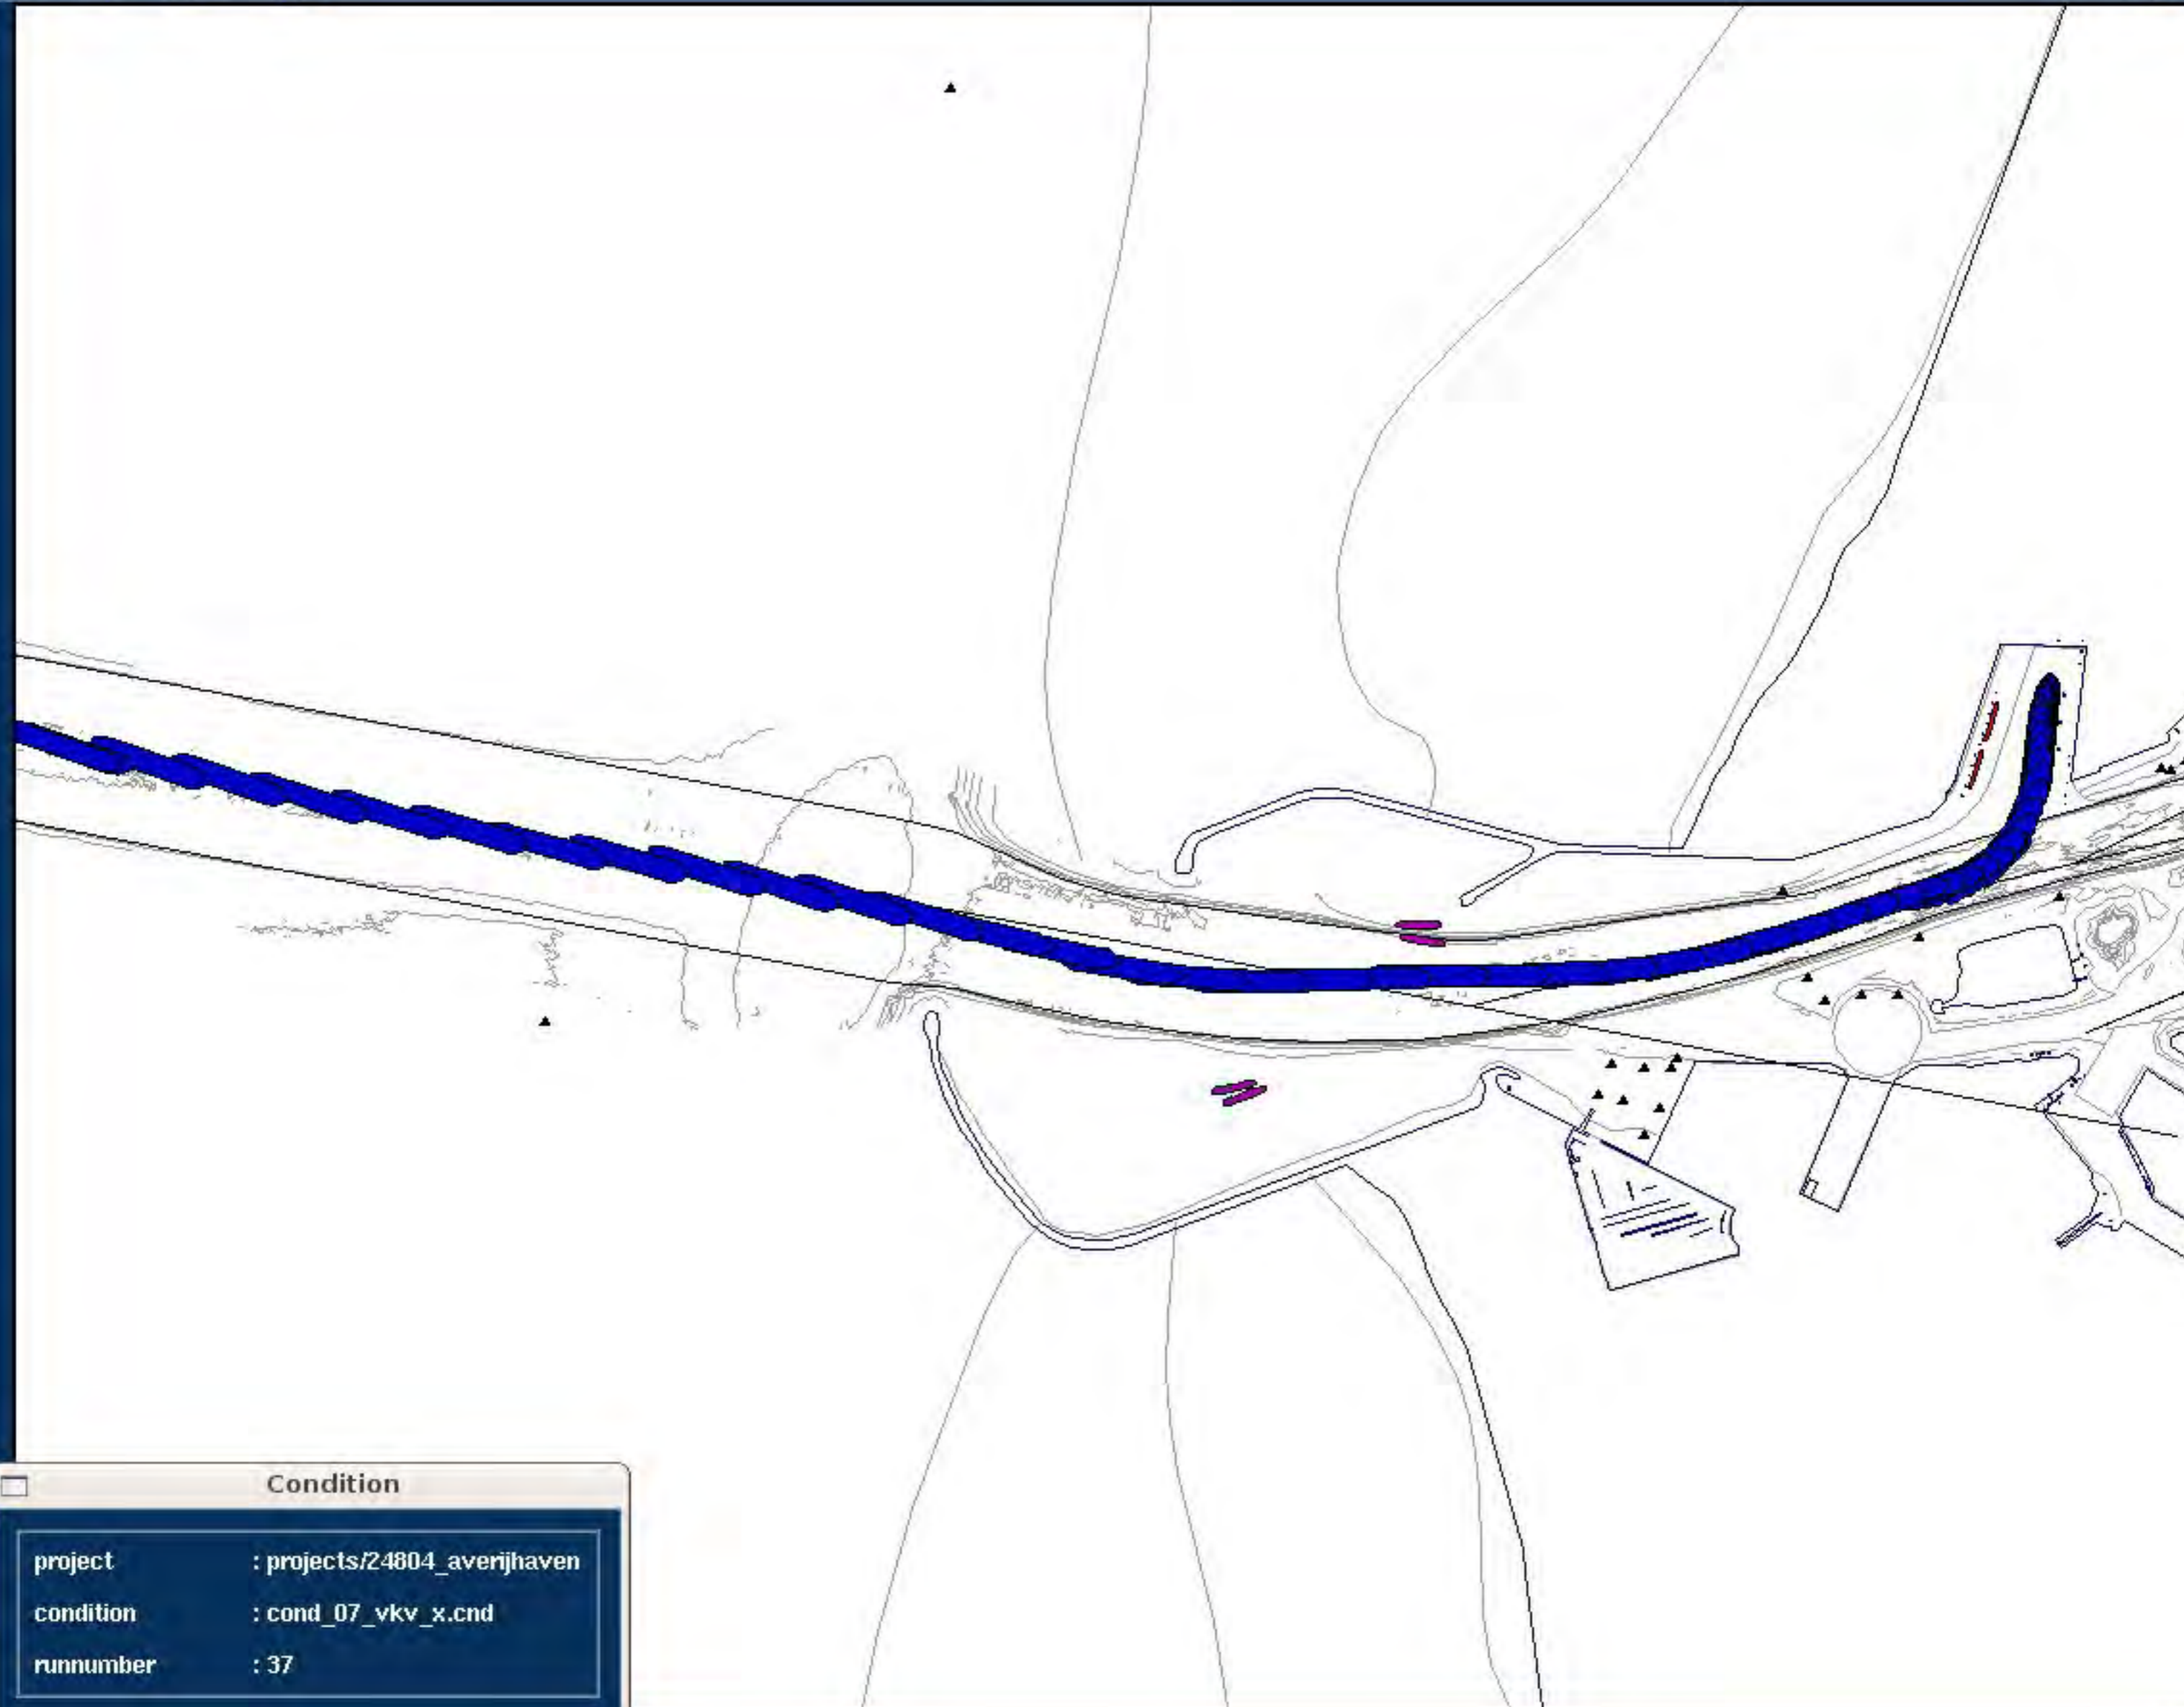 Condition
project : projects/24804_averijhaven
condition : cond_07_vkv_x.cnd
runnumber : 37